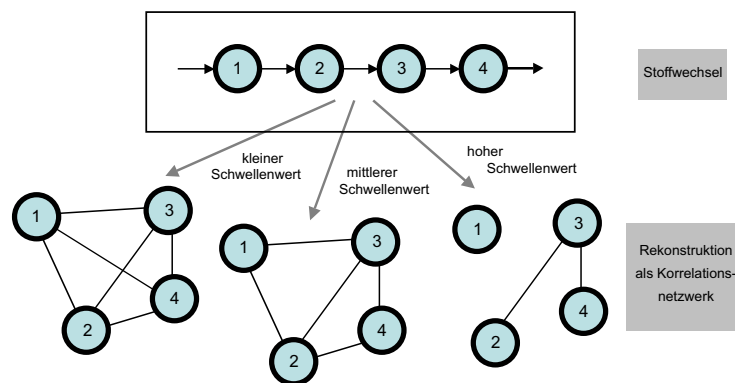 1 2 3 4
Stoffwechsel
kleiner
Schwellenwert
mittlerer
Schwellenwert
hoher
Schwellenwert
1 3
4
2
1 3
4
2
1 3
4
2
Rekonstruktion
als Korrelations-
netzwerk